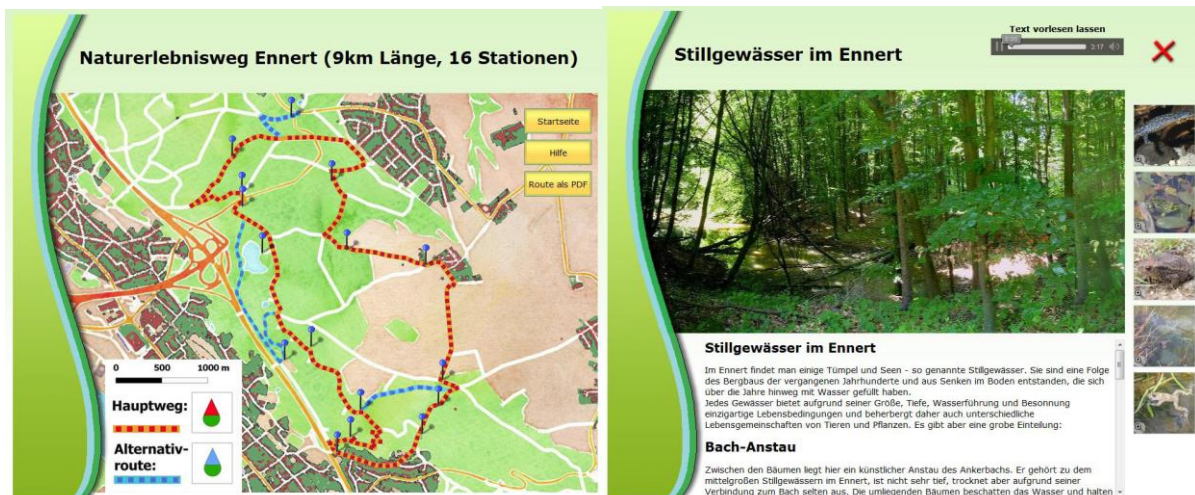 Naturerlebnisweg Ennert (9km Länge, 16 Stationen)
Startseite
Hilfe
Route als PDF
0 500 1000 m
Hauptweg:
Alternativ-
route:
Text vorlesen lassen
3:17
Stillgewässer im Ennert
Stillgewässer im Ennert
Im Ennert findet man einige Tümpel und Seen - so genannte Stillgewässer. Sie sind eine Folge
des Bergbaus der vergangenen Jahrhunderte und aus Senken im Boden entstanden, die sich
über die Jahre hinweg mit Wasser gefüllt haben.
Jedes Gewässer bietet aufgrund seiner Größe, Tiefe, Wasserführung und Besonnung
einzigartige Lebensbedingungen und beherbergt daher auch unterschiedliche
Lebensgemeinschaften von Tieren und Pflanzen. Es gibt aber eine grobe Einteilung:
Bach-Anstau
Zwischen den Bäumen liegt hier ein künstlicher Anstau des Ankerbachs. Er gehört zu dem
mittelgroßen Stillgewässern im Ennert, ist nicht sehr tief, trocknet aber aufgrund seiner
Verbindung zum Bach selten aus. Die umliegenden Bäumen beschatten das Wasser und halten